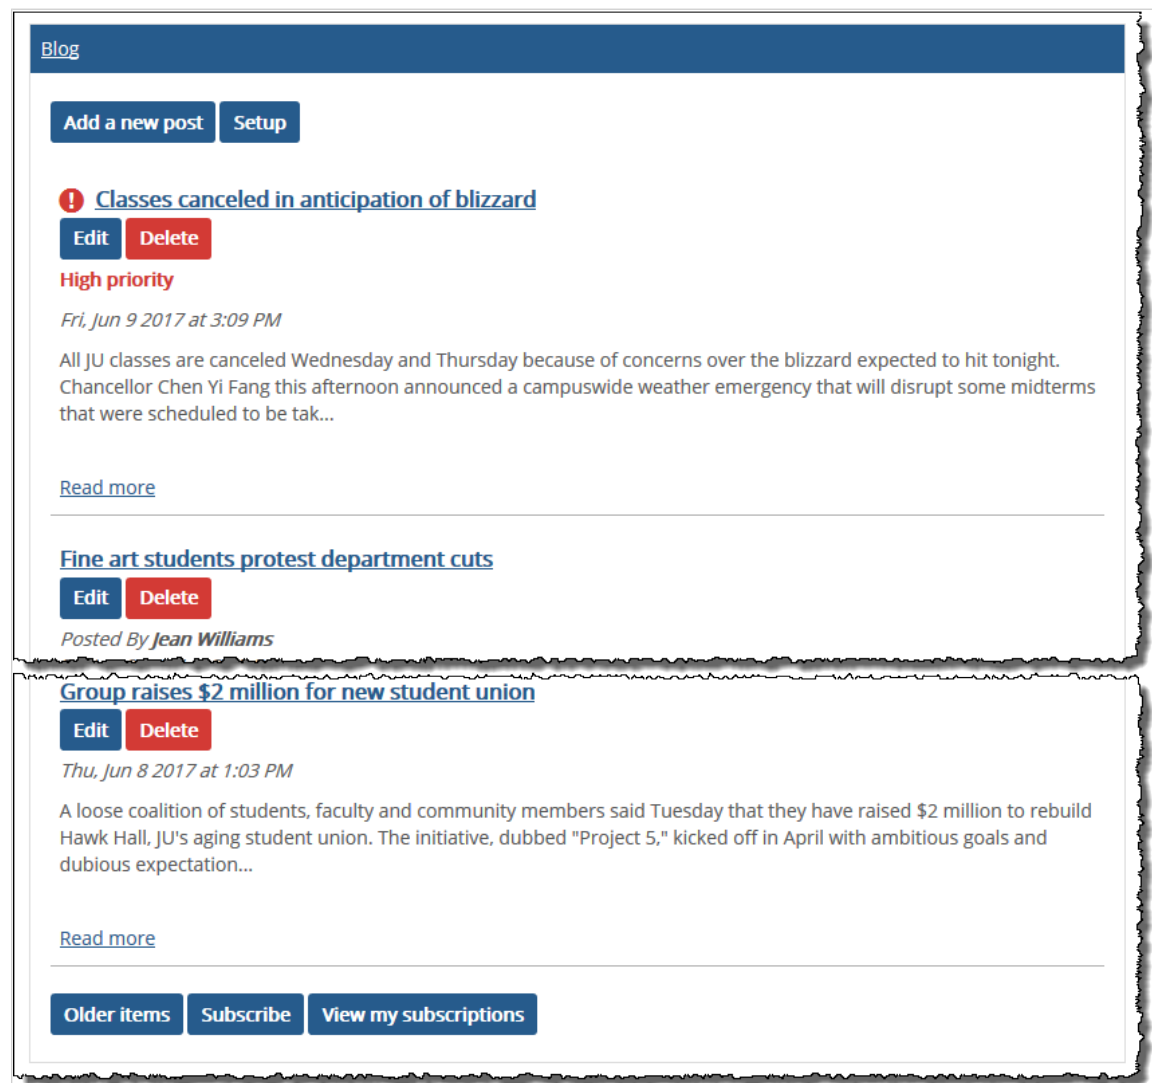 Blog
Add a new post Setup
! Classes canceled in anticipation of blizzard
Edit Delete
High priority
Fri, Jun 9 2017 at 3:09 PM
All JU classes are canceled Wednesday and Thursday because of concerns over the blizzard expected to hit tonight.
Chancellor Chen Yi Fang this afternoon announced a campuswide weather emergency that will disrupt some midterms
that were scheduled to be tak...
Read more
Fine art students protest department cuts
Edit Delete
Posted By Jean Williams
Group raises $2 million for new student union
Edit Delete
Thu, Jun 8 2017 at 1:03 PM
A loose coalition of students, faculty and community members said Tuesday that they have raised $2 million to rebuild
Hawk Hall, JU's aging student union. The initiative, dubbed "Project 5," kicked off in April with ambitious goals and
dubious expectation...
Read more
Older items Subscribe View my subscriptions